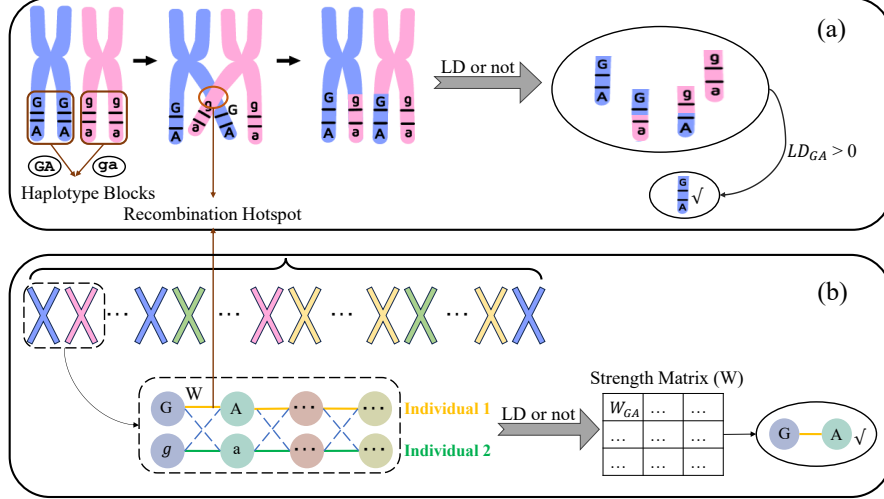 (a)
G G g g
A A a a
G g G g
A a A a
G g G g
A a A a
LD or not
G
A
G
a
g
A
g
a
GA ga
Haplotype Blocks
Recombination Hotspot
LD_GA > 0
G
A √
(b)
... ... ... ...
G W A ... ... Individual 1
g a ... ... Individual 2
LD or not
Strength Matrix (W)
W_GA ... ...
... ... ...
... ... ...
G A √